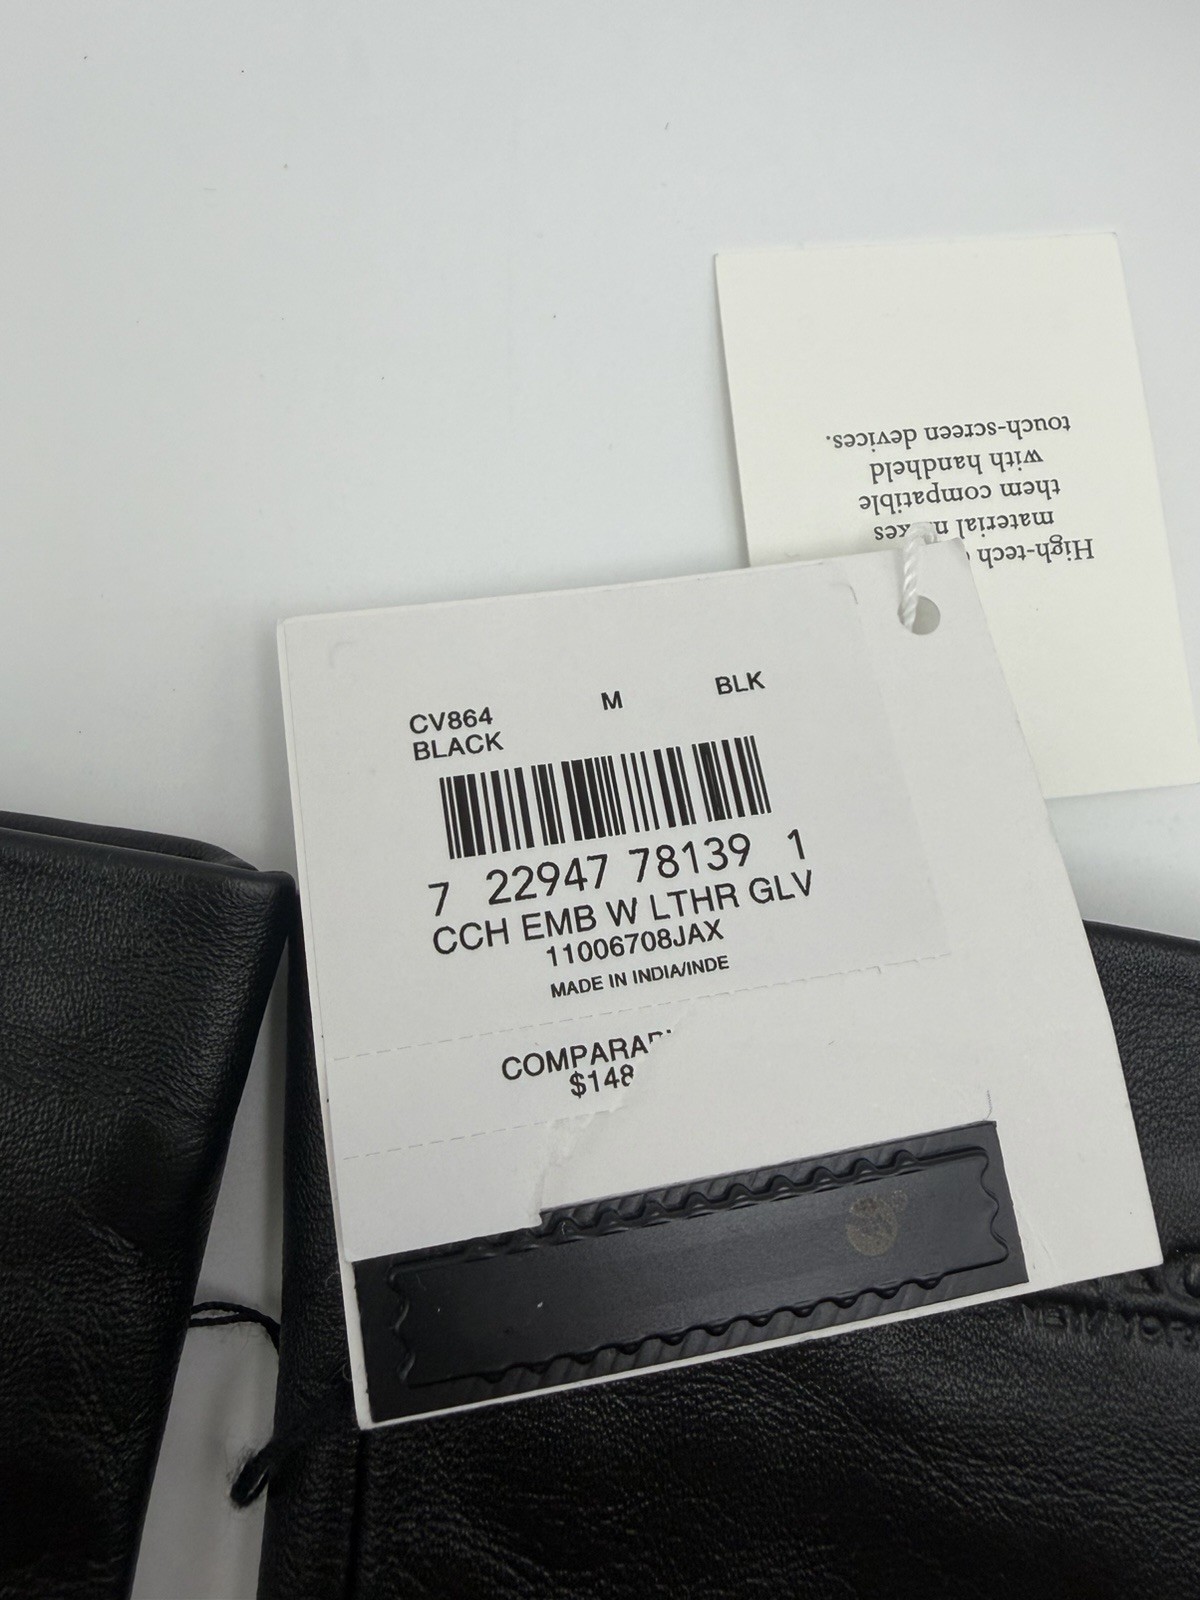 CV864 M BLK
BLACK
7 22947 78139 1
CCH EMB W LTHR GLV
11006708JAX
MADE IN INDIA/INDE
$148
High-tech
material
them compatible
with handheld
touch-screen devices.